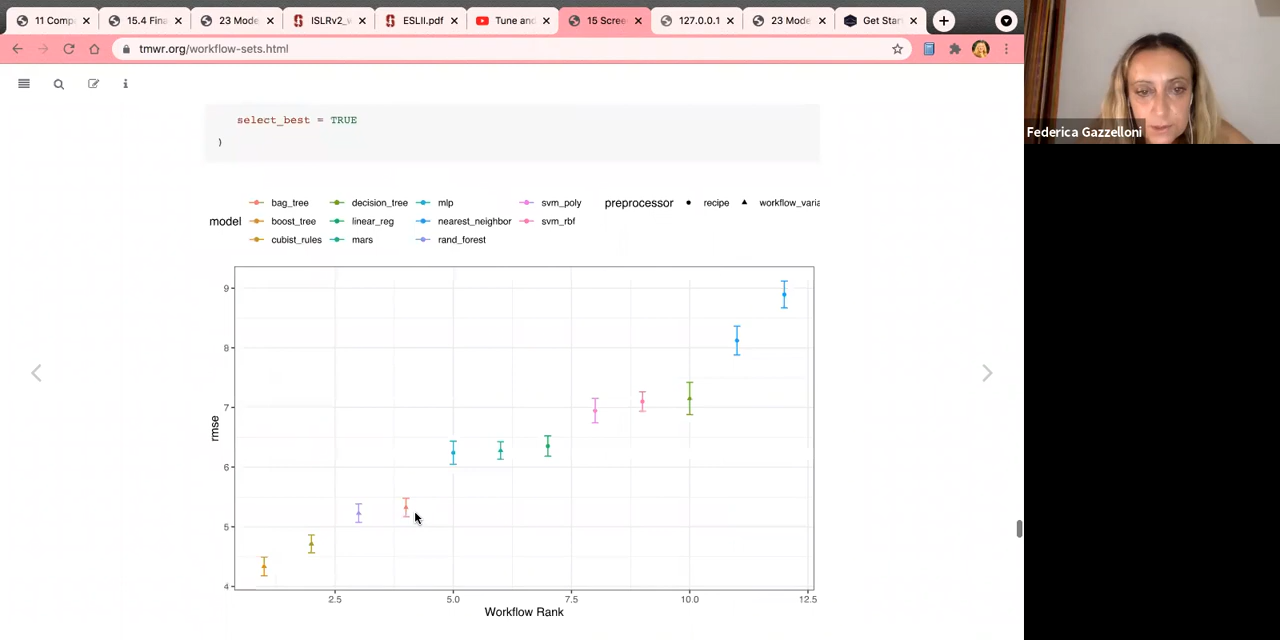 11 Comp
15.4 Fina
23 Mode
ISLRv2_w
ESLII.pdf
Tune and
15 Scree
127.0.0.1
23 Mode
Get Star
tmwr.org/workflow-sets.html
Federica Gazzelloni
select_best = TRUE
)
model
bag_tree
decision_tree
mlp
svm_poly
preprocessor
recipe
workflow_varia
boost_tree
linear_reg
nearest_neighbor
svm_rbf
cubist_rules
mars
rand_forest
9
8
7
6
5
4
rmse
2.5
5.0
7.5
10.0
12.5
Workflow Rank